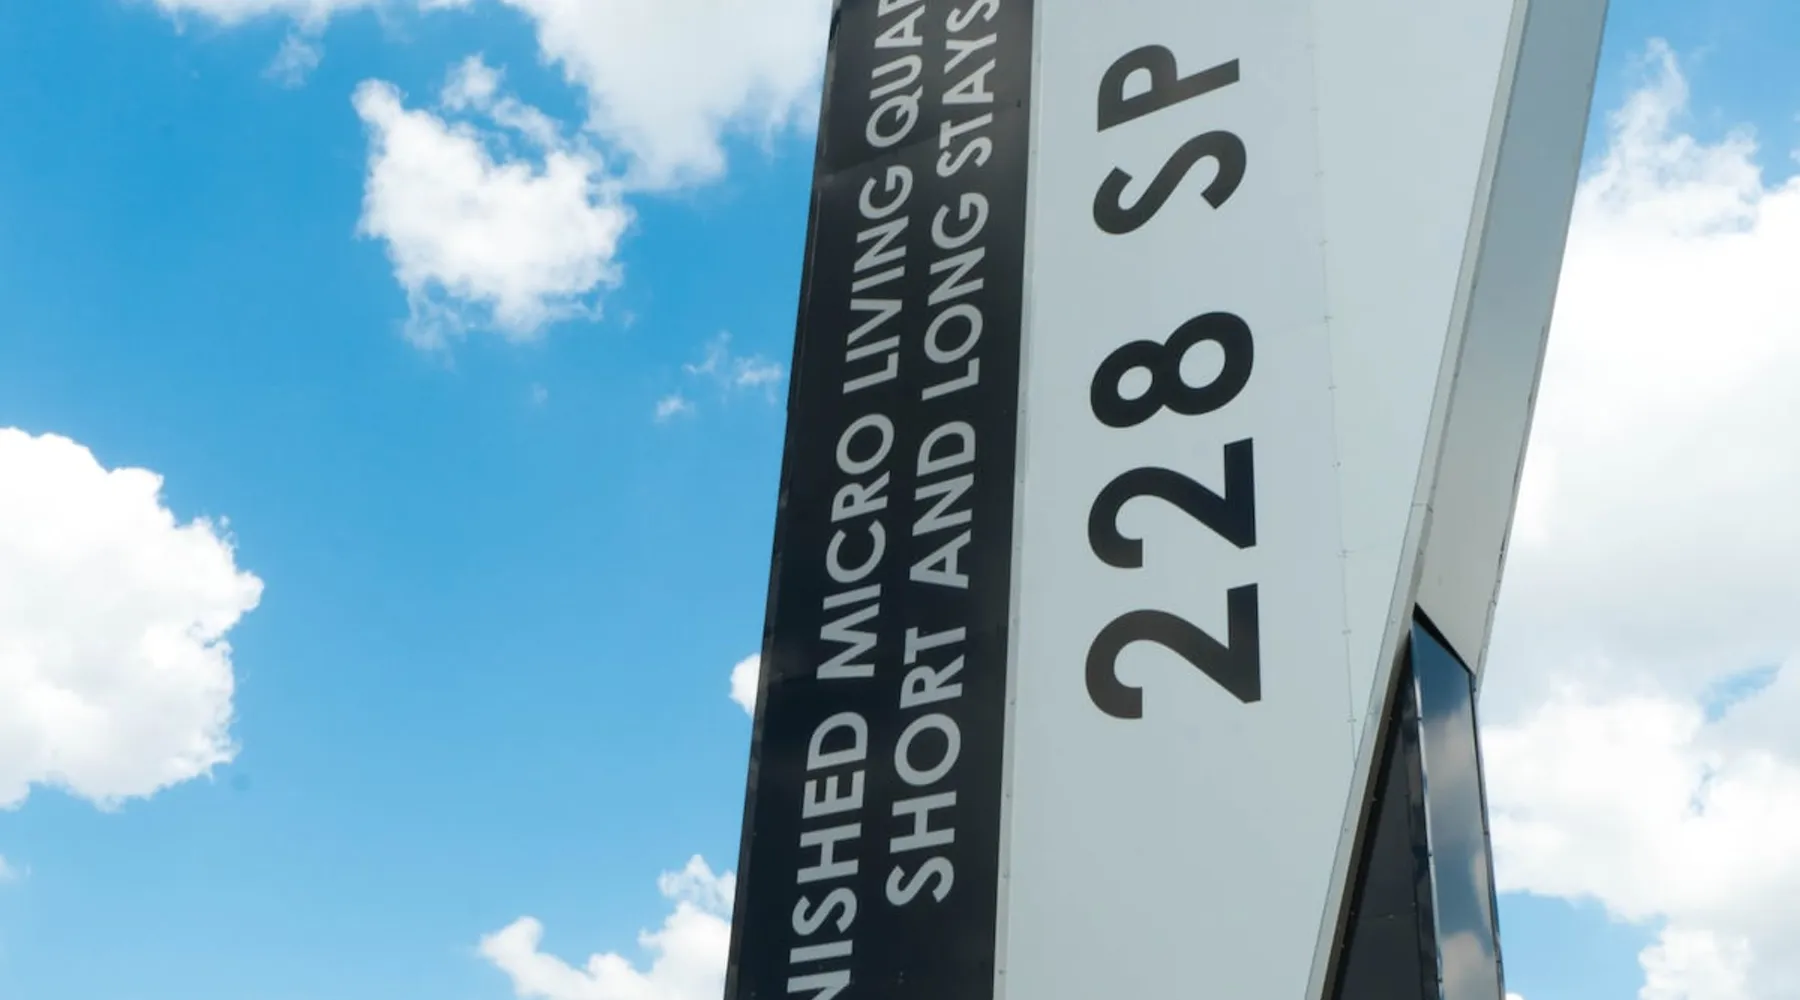 NISHED MICRO LIVING QUAR
SHORT AND LONG STAYS
228 SP